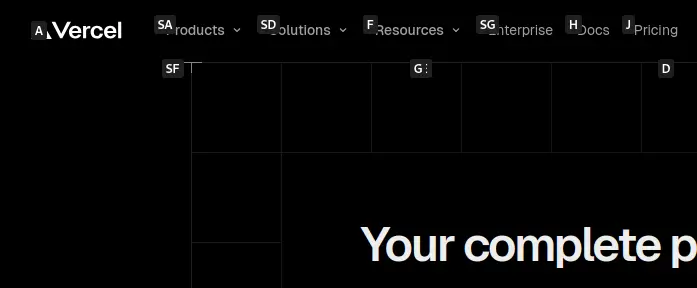 A Vercel SA Products SD Solutions F Resources SG Enterprise H Docs J Pricing
SF G D
Your complete p